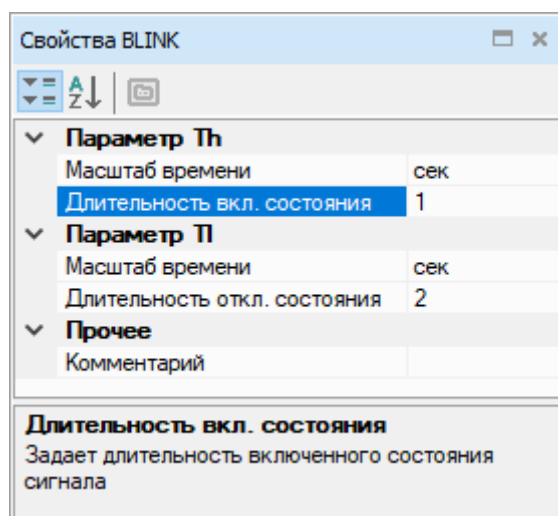 Свойства BLINK
Параметр Th
Масштаб времени сек
Длительность вкл. состояния 1
Параметр Tl
Масштаб времени сек
Длительность откл. состояния 2
Прочее
Комментарий
Длительность вкл. состояния
Задает длительность включенного состояния
сигнала